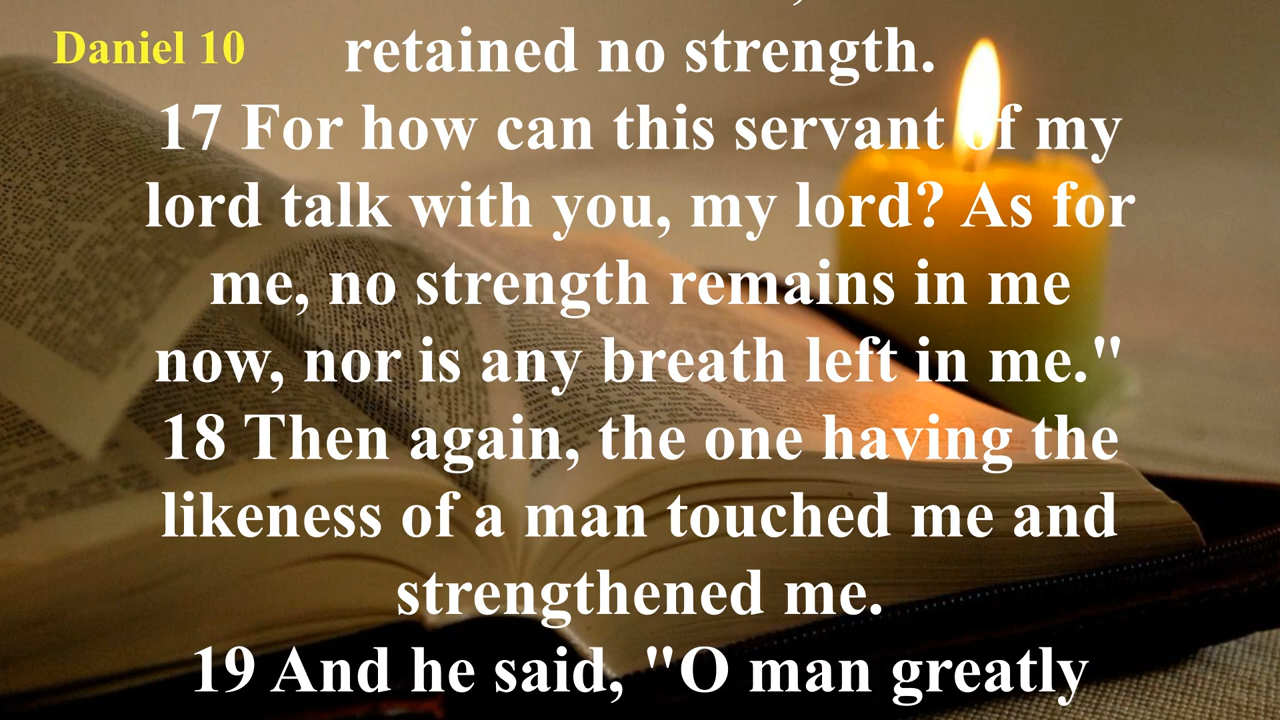 Daniel 10
retained no strength.
17 For how can this servant of my
lord talk with you, my lord? As for
me, no strength remains in me
now, nor is any breath left in me."
18 Then again, the one having the
likeness of a man touched me and
strengthened me.
19 And he said, "O man greatly